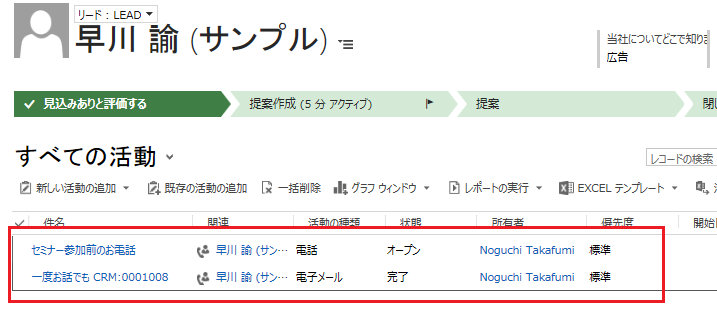 リード : LEAD
早川 諭 (サンプル)
当社についてどこで知りま
広告
見込みありと評価する
提案作成 (5 分 アクティブ)
提案
すべての活動
レコードの検索
新しい活動の追加 既存の活動の追加 一括削除 グラフ ウィンドウ レポートの実行 EXCEL テンプレート
件名 関連 活動の種類 状態 所有者 優先度 開始日
セミナー参加前のお電話 早川 諭 (サン… 電話 オープン Noguchi Takafumi 標準
一度お話でも CRM:0001008 早川 諭 (サン… 電子メール 完了 Noguchi Takafumi 標準